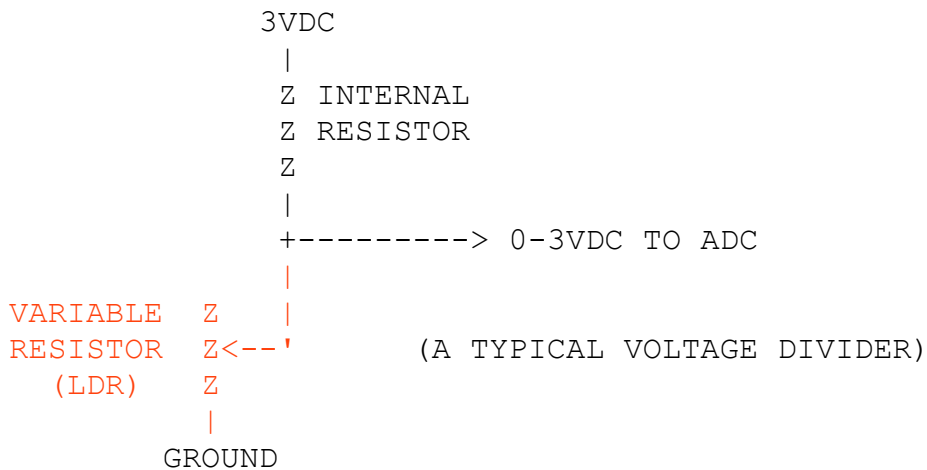 3VDC
|
Z INTERNAL
Z RESISTOR
Z
|
+---------> 0-3VDC TO ADC
|
VARIABLE Z |
RESISTOR Z<--' (A TYPICAL VOLTAGE DIVIDER)
(LDR) Z
|
GROUND